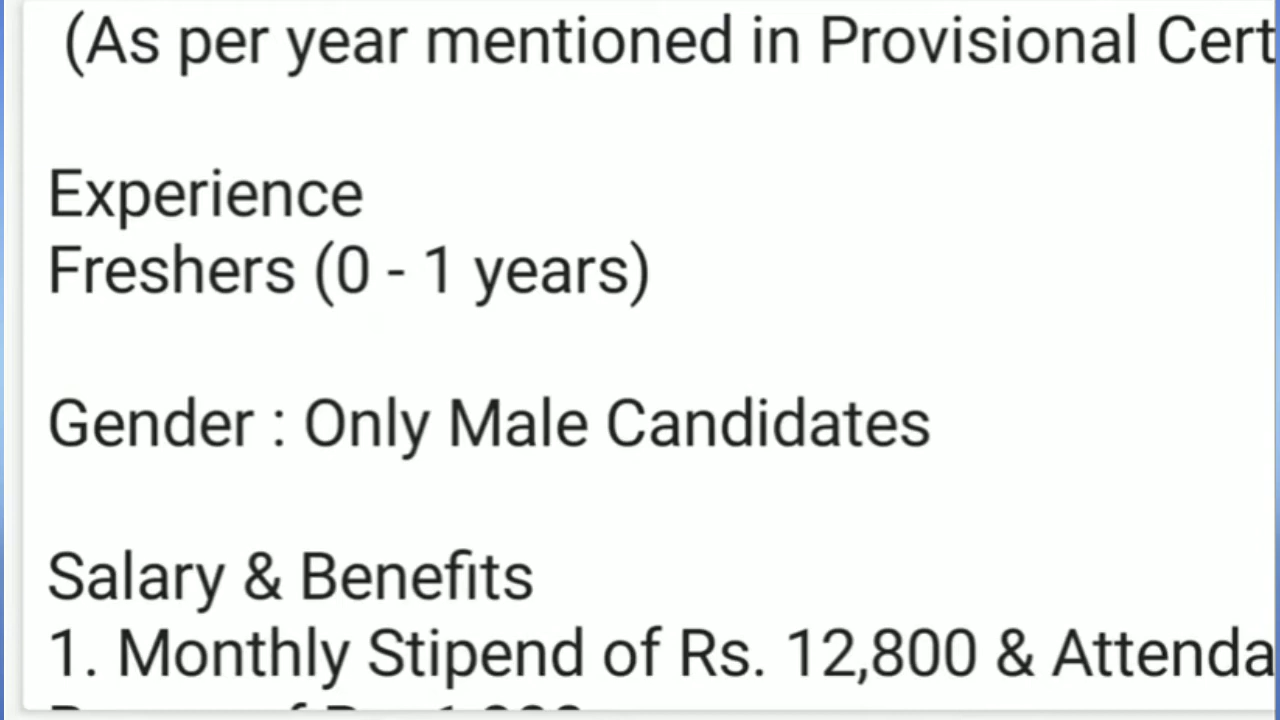 (As per year mentioned in Provisional Cert
Experience
Freshers (0 - 1 years)
Gender : Only Male Candidates
Salary & Benefits
1. Monthly Stipend of Rs. 12,800 & Attenda